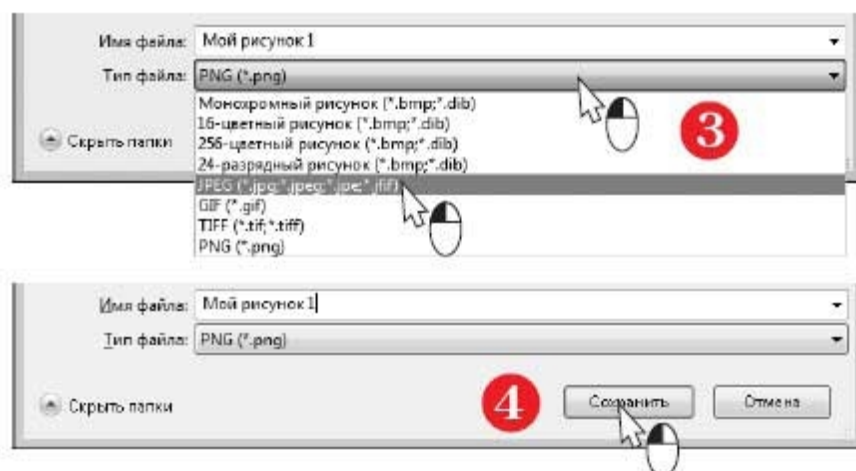 Имя файла: Мой рисунок 1
Тип файла: PNG (*.png)
Монохромный рисунок (*.bmp;*.dib)
16-цветный рисунок (*.bmp;*.dib)
3
256-цветный рисунок (*.bmp;*.dib)
Скрыть папки
24-разрядный рисунок (*.bmp;*.dib)
JPEG (*.jpg;*.jpeg;*.jpe;*.jfif)
GIF (*.gif)
TIFF (*.tif;*.tiff)
PNG (*.png)
Имя файла: Мой рисунок 1
Тип файла: PNG (*.png)
Скрыть папки 4 Сохранить Отмена